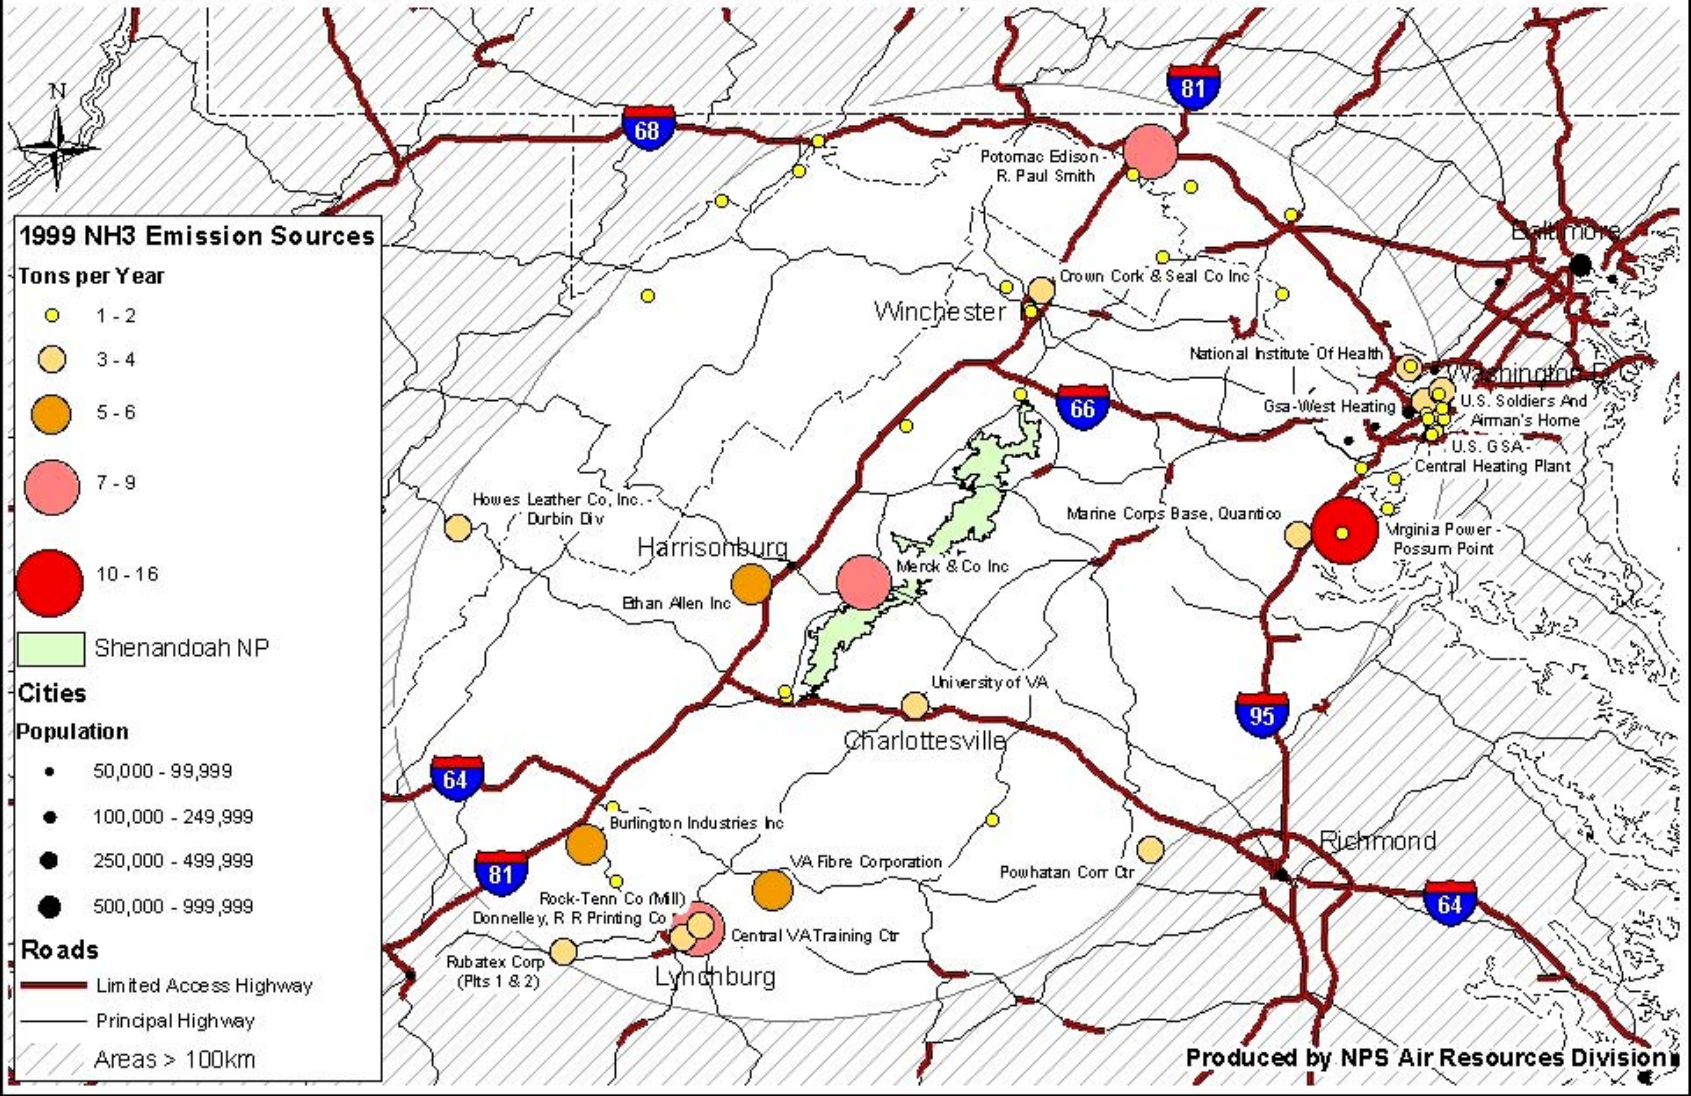 81
68
N
Potomac Edison -
R. Paul Smith
1999 NH3 Emission Sources
Tons per Year
1 - 2
3 - 4
5 - 6
7 - 9
10 - 16
Shenandoah NP
Cities
Population
50,000 - 99,999
100,000 - 249,999
250,000 - 499,999
500,000 - 999,999
Roads
Limited Access Highway
Principal Highway
Areas > 100km
Baltimore
Crown Cork & Seal Co Inc
Winchester
National Institute Of Health
Washington D
66
Gsa-West Heating
U.S. Soldiers And
Airman's Home
U.S. GSA -
Central Heating Plant
Howes Leather Co, Inc. -
Durbin Div
Marine Corps Base, Quantico
Virginia Power -
Possum Point
Harrisonburg
Merck & Co Inc
Ethan Allen Inc
University of VA
95
Charlottesville
64
Burlington Industries Inc
Richmond
VA Fibre Corporation
Powhatan Corr Ctr
81
64
Rock-Tenn Co (Mill)
Donnelley, R R Printing Co
Central VA Training Ctr
Rubatex Corp
(Plts 1 & 2)
Lynchburg
Produced by NPS Air Resources Division